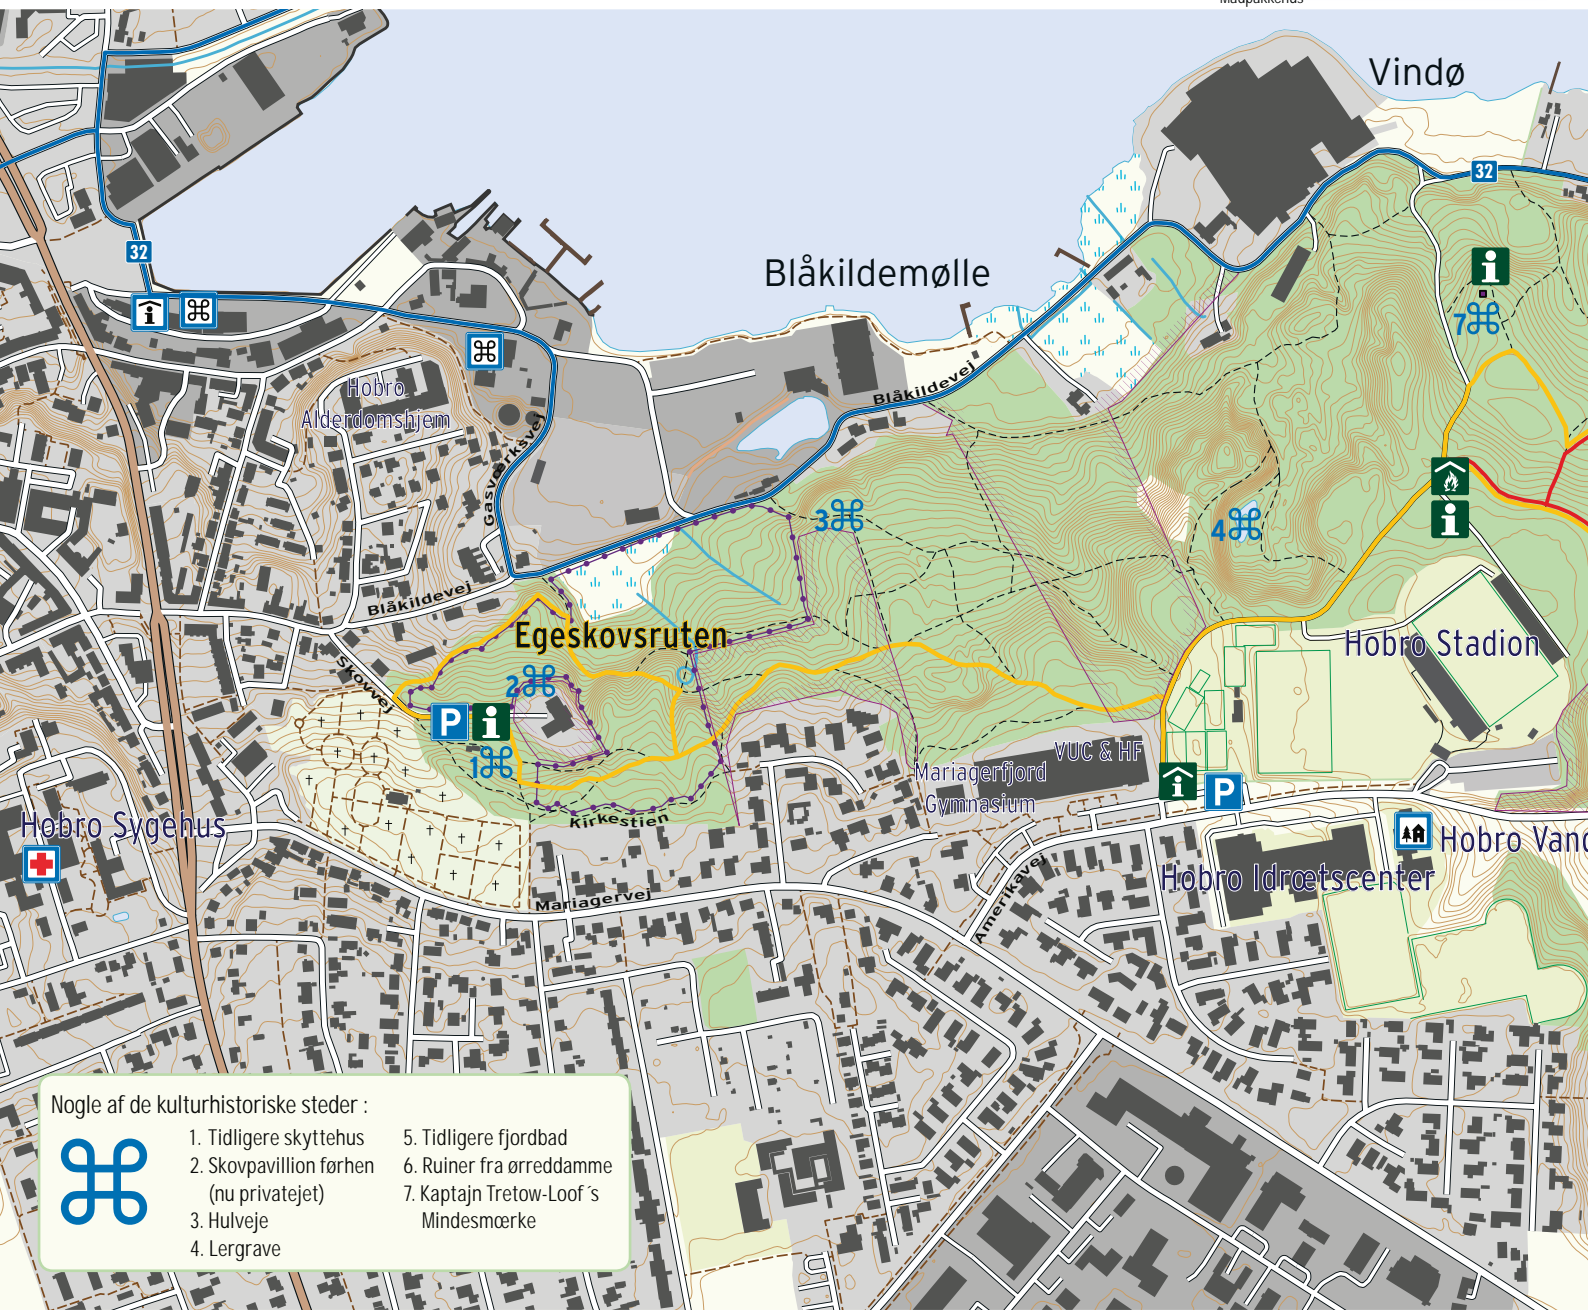 Madpakkehus
Vindø
32
32
Blåkildemølle
7
Hobro
Alderdomshjem
Blåkildevej
Gasværksvej
3
4
Blåkildevej
Egeskovsruten
Hobro Stadion
Skovvej
2
P
1
VUC & HF
Mariagerfjord
Gymnasium
P
Kirkestien
Hobro Sygehus
Hobro Vand
Hobro Idrætscenter
Amerikavej
Mariagervej
Nogle af de kulturhistoriske steder :
1. Tidligere skyttehus
2. Skovpavillion førhen
(nu privatejet)
3. Hulveje
4. Lergrave
5. Tidligere fjordbad
6. Ruiner fra ørreddamme
7. Kaptajn Tretow-Loof´s
Mindesmærke